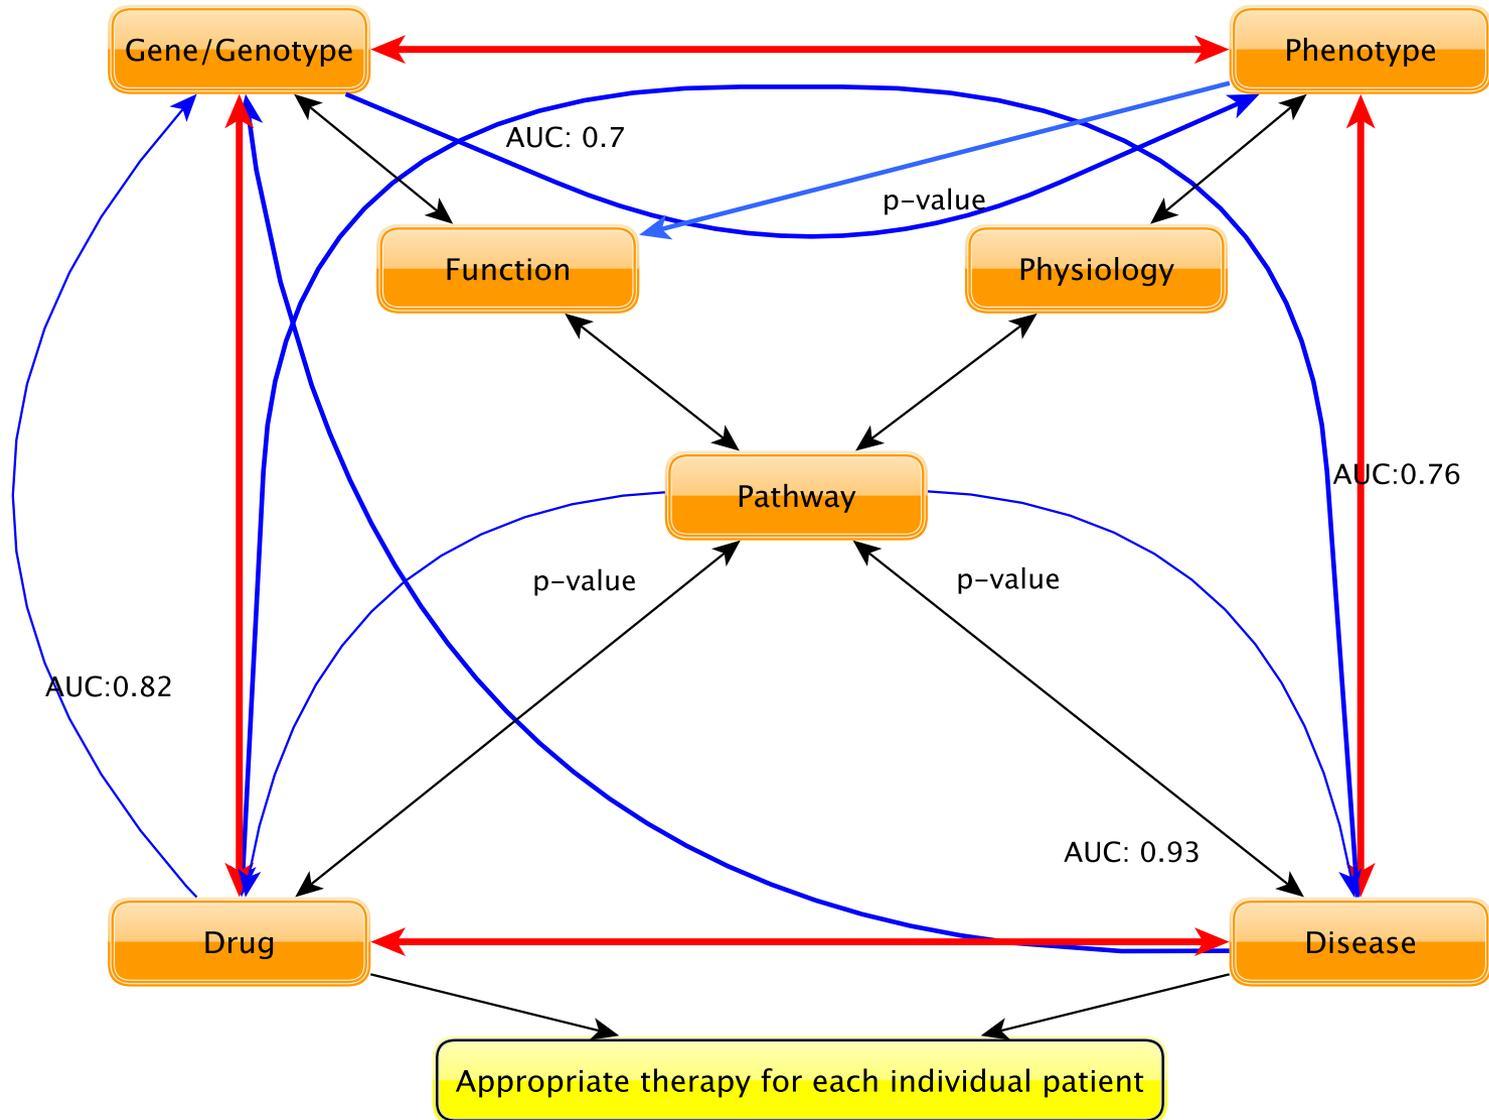 Gene/Genotype
Phenotype
AUC: 0.7
p-value
Function
Physiology
AUC:0.76
Pathway
p-value
p-value
AUC:0.82
AUC: 0.93
Drug
Disease
Appropriate therapy for each individual patient